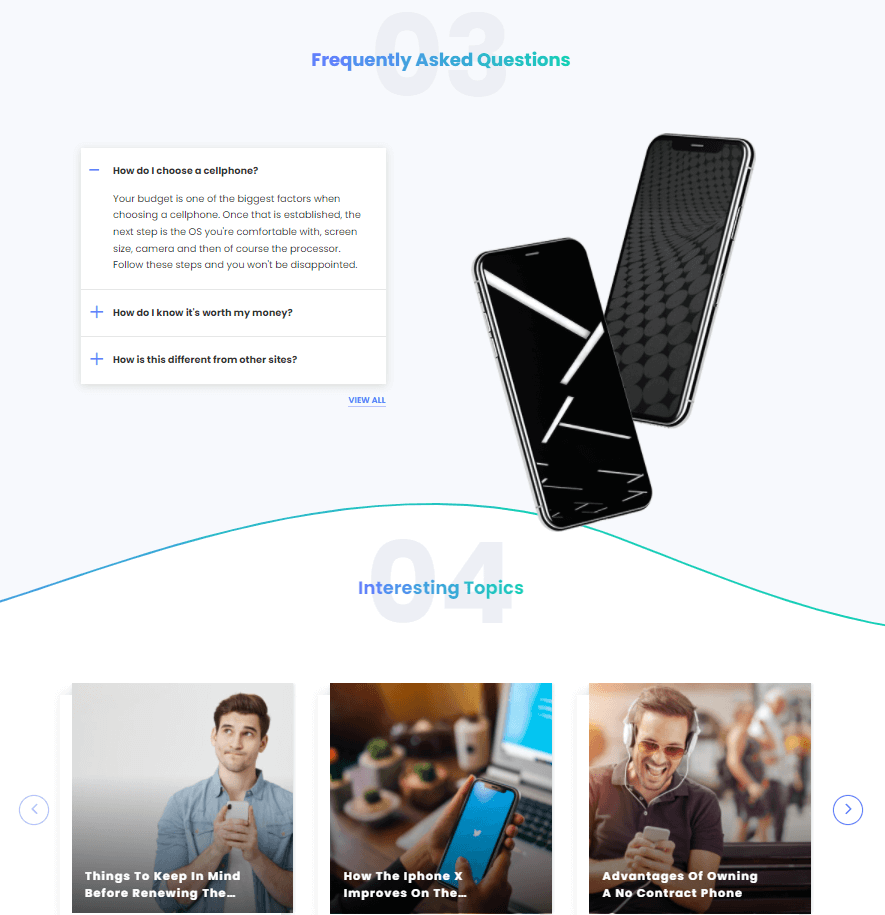 03
Frequently Asked Questions
How do I choose a cellphone?
Your budget is one of the biggest factors when
choosing a cellphone. Once that is established, the
next step is the OS you're comfortable with, screen
size, camera and then of course the processor.
Follow these steps and you won't be disappointed.
How do I know it's worth my money?
How is this different from other sites?
VIEW ALL
04
Interesting Topics
Things To Keep In Mind
Before Renewing The...
How The Iphone X
Improves On The...
Advantages Of Owning
A No Contract Phone